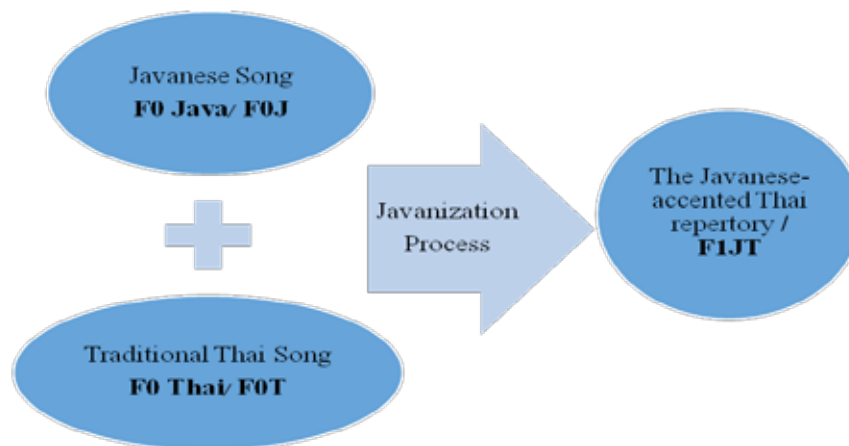 Javanese Song
F0 Java/ F0J
Traditional Thai Song
F0 Thai/ F0T
Javanization
Process
The Javanese-
accented Thai
repertory /
F1JT